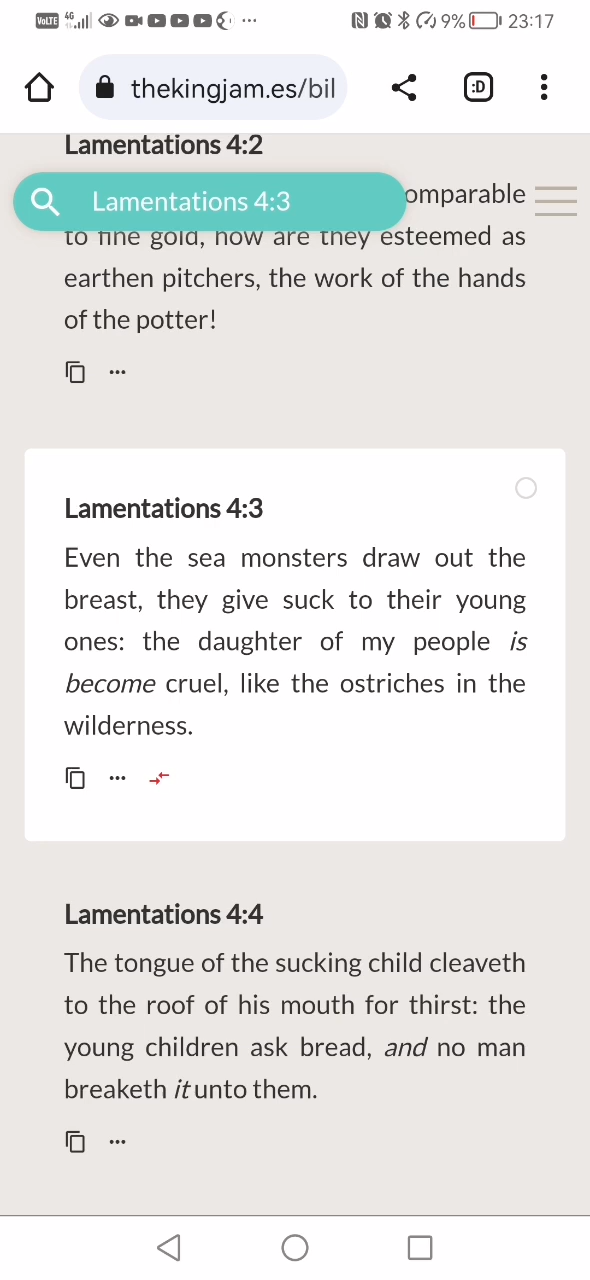 VoLTE 4G 9% 23:17
thekingjam.es/bil :D
Lamentations 4:2
Lamentations 4:3
omparable
to fine gold, how are they esteemed as
earthen pitchers, the work of the hands
of the potter!
Lamentations 4:3
Even the sea monsters draw out the
breast, they give suck to their young
ones: the daughter of my people is
become cruel, like the ostriches in the
wilderness.
Lamentations 4:4
The tongue of the sucking child cleaveth
to the roof of his mouth for thirst: the
young children ask bread, and no man
breaketh it unto them.